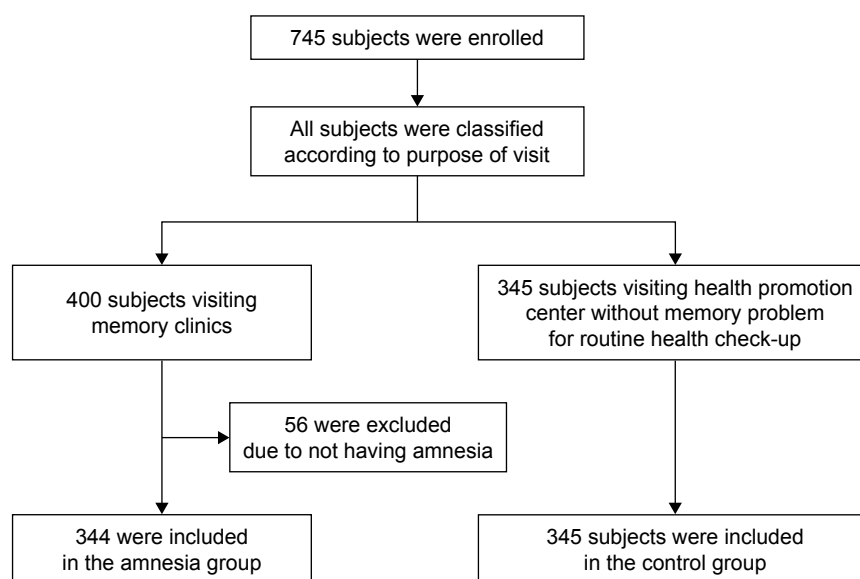 745 subjects were enrolled
All subjects were classified
according to purpose of visit
400 subjects visiting
memory clinics
345 subjects visiting health promotion
center without memory problem
for routine health check-up
56 were excluded
due to not having amnesia
344 were included
in the amnesia group
345 subjects were included
in the control group